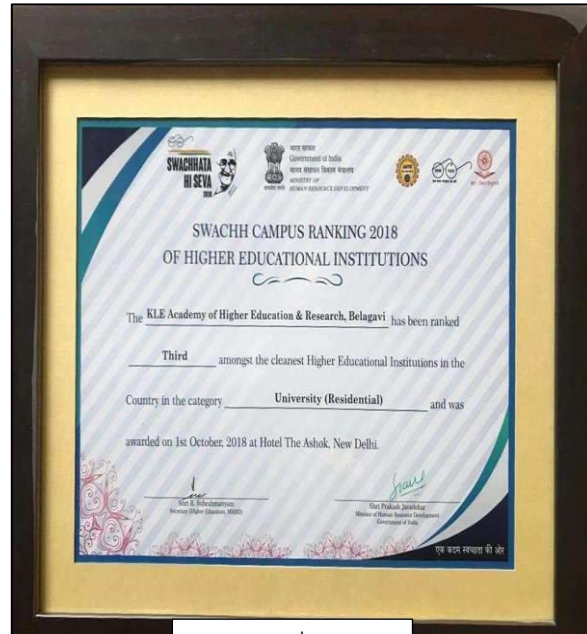 SWACHHATA
HI SEVA
2018
भारत सरकार
Government of India
मानव संसाधन विकास मंत्रालय
MINISTRY OF
HUMAN RESOURCE DEVELOPMENT
SWACHH CAMPUS RANKING 2018
OF HIGHER EDUCATIONAL INSTITUTIONS
The KLE Academy of Higher Education & Research, Belagavi has been ranked
Third amongst the cleanest Higher Educational Institutions in the
Country in the category University (Residential) and was
awarded on 1st October, 2018 at Hotel The Ashok, New Delhi.
Shri R. Subrahmanyam
Secretary (Higher Education, MHRD)
Shri Prakash Javadekar
Minister of Human Resource Development
Government of India
एक कदम स्वच्छता की ओर